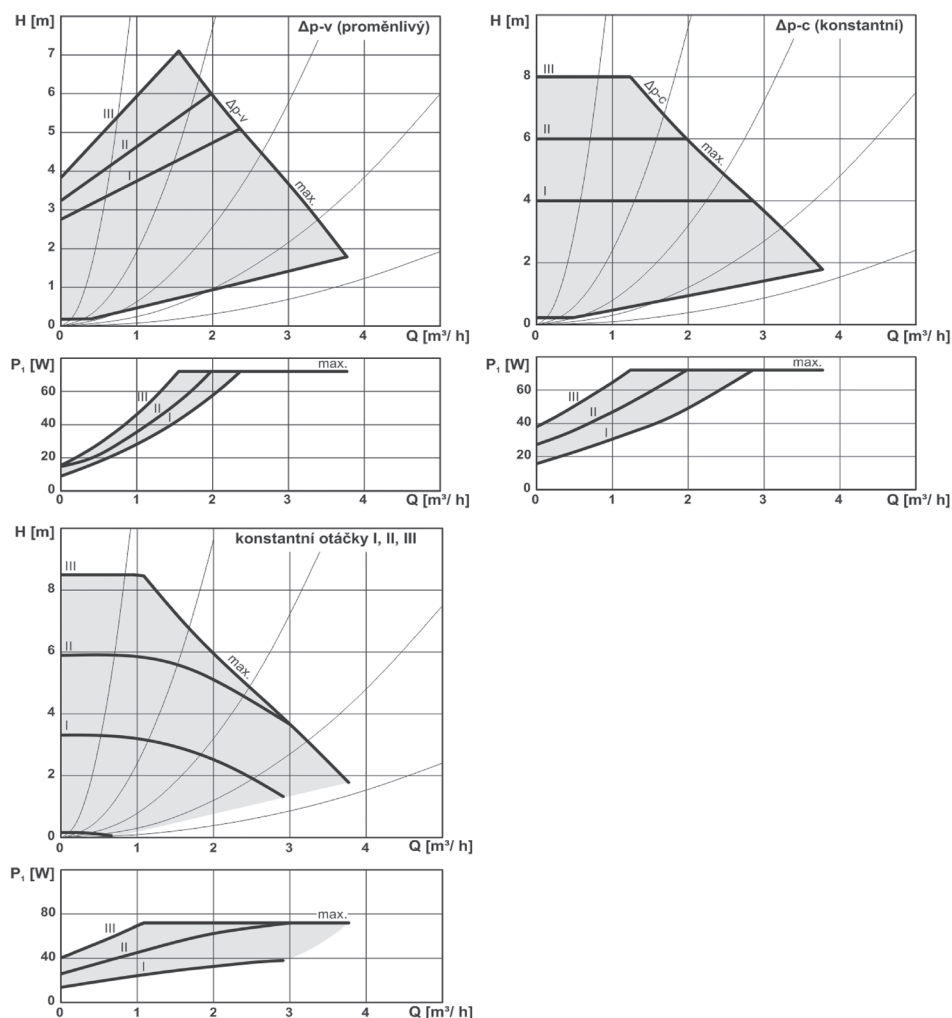 H [m]
Δp-v (proměnlivý)
7
6
5
4
3
2
1
0
III
II
I
Δp-v
max.
0 1 2 3 4 Q [m³/ h]
P₁ [W]
60
40
20
0
III
II
I
max.
0 1 2 3 4 Q [m³/ h]
H [m]
Δp-c (konstantní)
8
6
4
2
0
III
II
I
Δp-c
max.
0 1 2 3 4 Q [m³/ h]
P₁ [W]
60
40
20
0
III
II
I
max.
0 1 2 3 4 Q [m³/ h]
H [m]
konstantní otáčky I, II, III
8
6
4
2
0
III
II
I
max.
0 1 2 3 4 Q [m³/ h]
P₁ [W]
80
40
0
III
II
I
max.
0 1 2 3 4 Q [m³/ h]